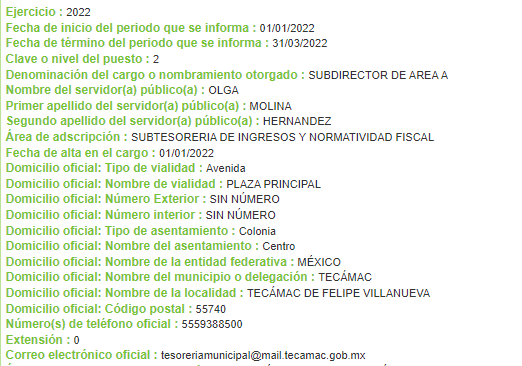 Ejercicio : 2022
Fecha de inicio del periodo que se informa : 01/01/2022
Fecha de término del periodo que se informa : 31/03/2022
Clave o nivel del puesto : 2
Denominación del cargo o nombramiento otorgado : SUBDIRECTOR DE AREA A
Nombre del servidor(a) público(a) : OLGA
Primer apellido del servidor(a) público(a) : MOLINA
Segundo apellido del servidor(a) público(a) : HERNANDEZ
Área de adscripción : SUBTESORERIA DE INGRESOS Y NORMATIVIDAD FISCAL
Fecha de alta en el cargo : 01/01/2022
Domicilio oficial: Tipo de vialidad : Avenida
Domicilio oficial: Nombre de vialidad : PLAZA PRINCIPAL
Domicilio oficial: Número Exterior : SIN NÚMERO
Domicilio oficial: Número interior : SIN NÚMERO
Domicilio oficial: Tipo de asentamiento : Colonia
Domicilio oficial: Nombre del asentamiento : Centro
Domicilio oficial: Nombre de la entidad federativa : MÉXICO
Domicilio oficial: Nombre del municipio o delegación : TECÁMAC
Domicilio oficial: Nombre de la localidad : TECÁMAC DE FELIPE VILLANUEVA
Domicilio oficial: Código postal : 55740
Número(s) de teléfono oficial : 5559388500
Extensión : 0
Correo electrónico oficial : tesoreriamunicipal@mail.tecamac.gob.mx